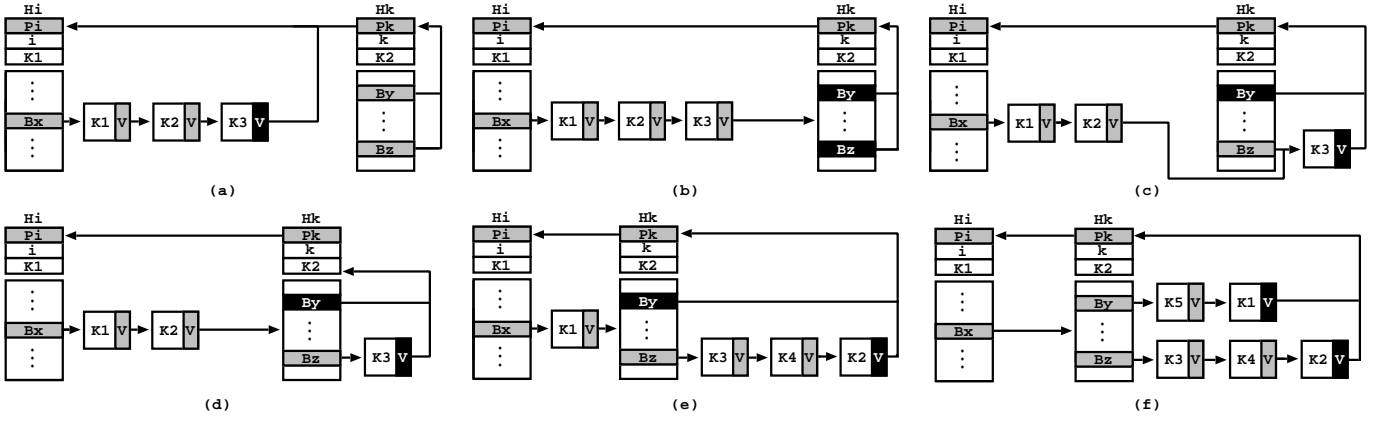 Hi Hk
Pi Pk
i k
K1 K2
By
Bx K1 V K2 V K3 V
Bz
(a)
Hi Hk
Pi Pk
i k
K1 K2
By
Bx K1 V K2 V K3 V
Bz
(b)
Hi Hk
Pi Pk
i k
K1 K2
By
Bx K1 V K2 V
Bz K3 V
(c)
Hi Hk
Pi Pk
i k
K1 K2
By
Bx K1 V K2 V
Bz K3 V
(d)
Hi Hk
Pi Pk
i k
K1 K2
By
Bx K1 V
Bz K3 V K4 V K2 V
(e)
Hi Hk
Pi Pk
i k
K1 K2
By K5 V K1 V
Bx
Bz K3 V K4 V K2 V
(f)